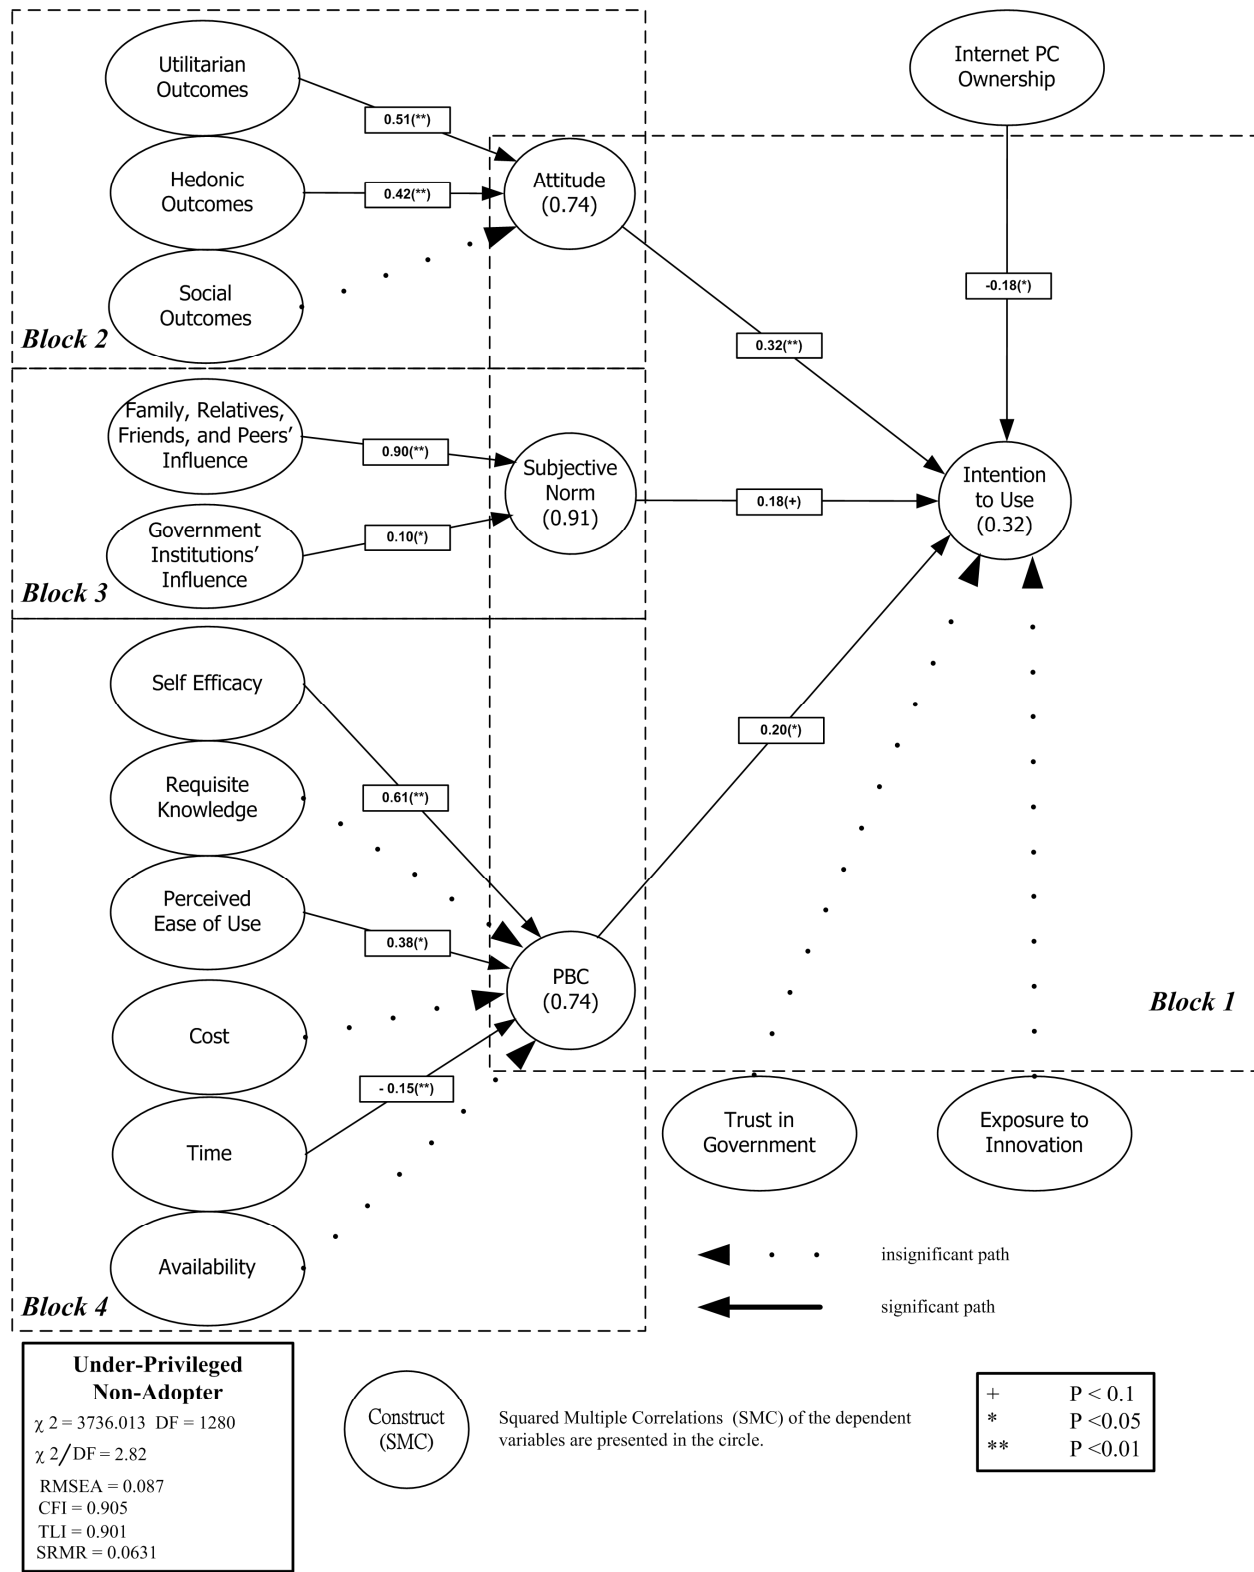 Utilitarian
Outcomes
Internet PC
Ownership
0.51(**)
Hedonic
Outcomes
0.42(**)
Attitude
(0.74)
Social
Outcomes
-0.18(*)
Block 2
0.32(**)
Family, Relatives,
Friends, and Peers'
Influence
0.90(**)
Subjective
Norm
(0.91)
0.18(+)
Intention
to Use
(0.32)
Government
Institutions'
Influence
0.10(*)
Block 3
Self Efficacy
0.20(*)
Requisite
Knowledge
0.61(**)
Perceived
Ease of Use
0.38(*)
PBC
(0.74)
Block 1
Cost
- 0.15(**)
Time
Trust in
Government
Exposure to
Innovation
Availability
insignificant path
Block 4
significant path
Under-Privileged
Non-Adopter
χ 2 = 3736.013 DF = 1280
χ 2/DF = 2.82
RMSEA = 0.087
CFI = 0.905
TLI = 0.901
SRMR = 0.0631
Construct
(SMC)
Squared Multiple Correlations (SMC) of the dependent
variables are presented in the circle.
+ P < 0.1
* P <0.05
** P <0.01